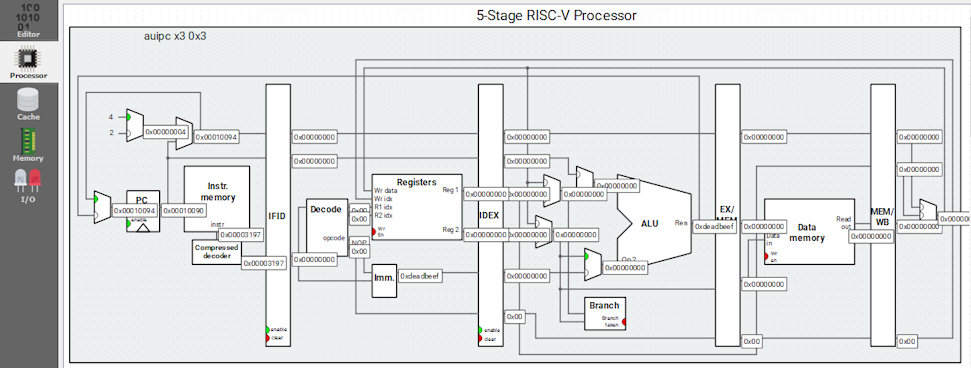 5-Stage RISC-V Processor
100
1010
01
Editor
Processor
Cache
Memory
I/O
auipc x3 0x3
4
2
0x00000004
0x00010094
0x00000000
0x00000000
0x00000000
0x00000000
0x00000000
0x00000000
0x00000000
0x00000000
PC
enable
0x00010094
0x00010090
Instr.
memory
instr
0x00003197
Compressed
decoder
0x00003197
IFID
enable
clear
Decode
opcode
0x00
0x00
NOP
0x00
0x00000000
Registers
Wr data
Wr idx
R1 idx
R2 idx
Wr
En
Reg 1
Reg 2
Imm.
0xdeadbeef
0x00000000
0x00000000
IDEX
enable
clear
0x00000000
0x00000000
0x00000000
0x00000000
0x00000000
0x00000000
0x00
ALU
Res
Op2
Branch
Branch
taken
EX/
MEM
0xdeadbeef
0x00000000
0x00000000
0x00
Data
memory
Data
in
Wr
en
Read
out
0x00000000
MEM/
WB
0x00000000
0x00